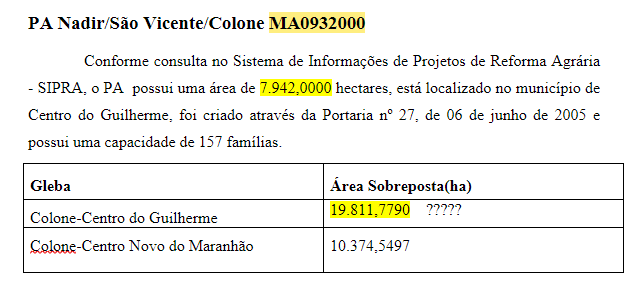 PA Nadir/São Vicente/Colone MA0932000
Conforme consulta no Sistema de Informações de Projetos de Reforma Agrária
- SIPRA, o PA possui uma área de 7.942,0000 hectares, está localizado no município de
Centro do Guilherme, foi criado através da Portaria nº 27, de 06 de junho de 2005 e
possui uma capacidade de 157 famílias.
Gleba Área Sobreposta(ha)
Colone-Centro do Guilherme 19.811,7790 ?????
Colone-Centro Novo do Maranhão 10.374,5497